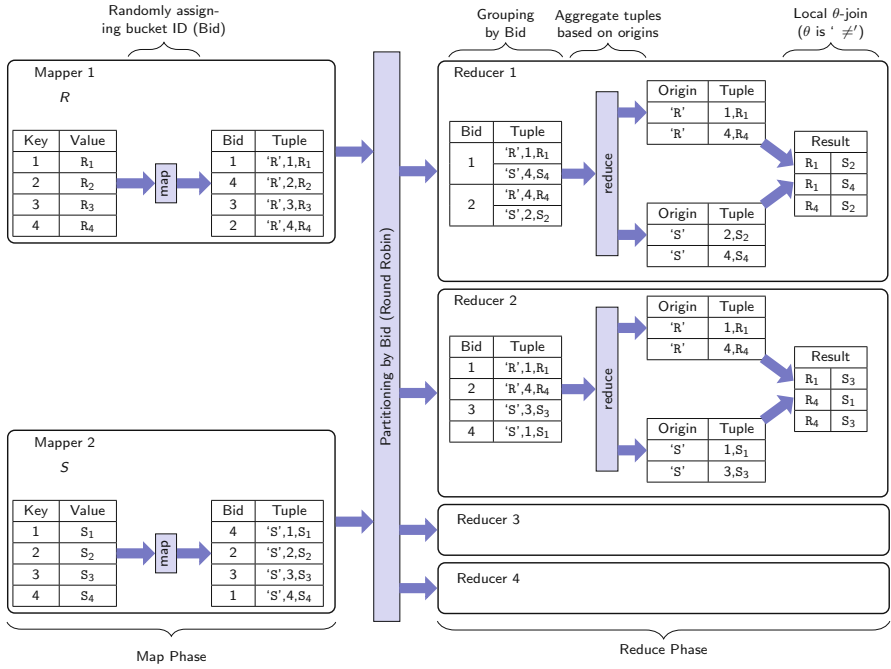 Randomly assign-
ing bucket ID (Bid)
Grouping
by Bid
Aggregate tuples
based on origins
Local θ-join
(θ is ‘ ≠′)
Mapper 1
R
Key Value
1 R1
2 R2
3 R3
4 R4
map
Bid Tuple
1 ‘R’,1,R1
4 ‘R’,2,R2
3 ‘R’,3,R3
2 ‘R’,4,R4
Mapper 2
S
Key Value
1 S1
2 S2
3 S3
4 S4
map
Bid Tuple
4 ‘S’,1,S1
2 ‘S’,2,S2
3 ‘S’,3,S3
1 ‘S’,4,S4
Map Phase
Partitioning by Bid (Round Robin)
Reducer 1
Bid Tuple
1 ‘R’,1,R1
‘S’,4,S4
2 ‘R’,4,R4
‘S’,2,S2
reduce
Origin Tuple
‘R’ 1,R1
‘R’ 4,R4
Origin Tuple
‘S’ 2,S2
‘S’ 4,S4
Result
R1 S2
R1 S4
R4 S2
Reducer 2
Bid Tuple
1 ‘R’,1,R1
2 ‘R’,4,R4
3 ‘S’,3,S3
4 ‘S’,1,S1
reduce
Origin Tuple
‘R’ 1,R1
‘R’ 4,R4
Origin Tuple
‘S’ 1,S1
‘S’ 3,S3
Result
R1 S3
R4 S1
R4 S3
Reducer 3
Reducer 4
Reduce Phase